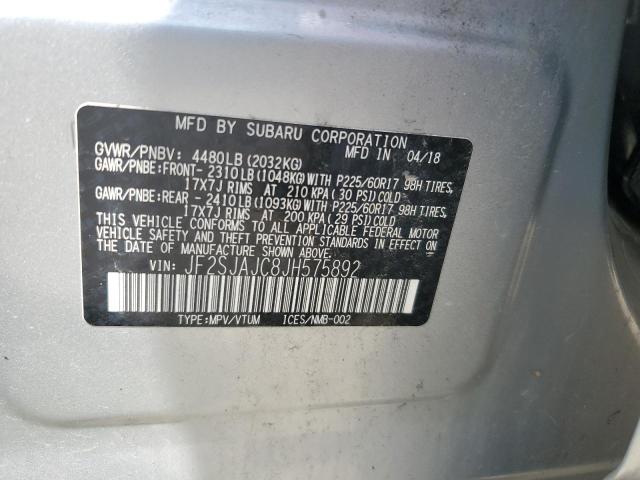 MFD BY SUBARU CORPORATION
GVWR/PNBV: 4480LB (2032KG) MFD IN 04/18
GAWR/PNBE:FRONT- 2310LB (1048KG) WITH P225/60R17 98H TIRES,
17X7J RIMS AT 210 KPA (30 PSI) COLD
GAWR/PNBE:REAR - 2410LB (1093KG) WITH P225/60R17 98H TIRES,
17X7J RIMS AT 200 KPA (29 PSI) COLD
THIS VEHICLE CONFORMS TO ALL APPLICABLE FEDERAL MOTOR
VEHICLE SAFETY AND BUMPER STANDARDS IN EFFECT ON
THE DATE OF MANUFACTURE SHOWN ABOVE.
VIN: JF2SJAJC8JH575892
TYPE:MPV/VTUM ICES/NMB-002